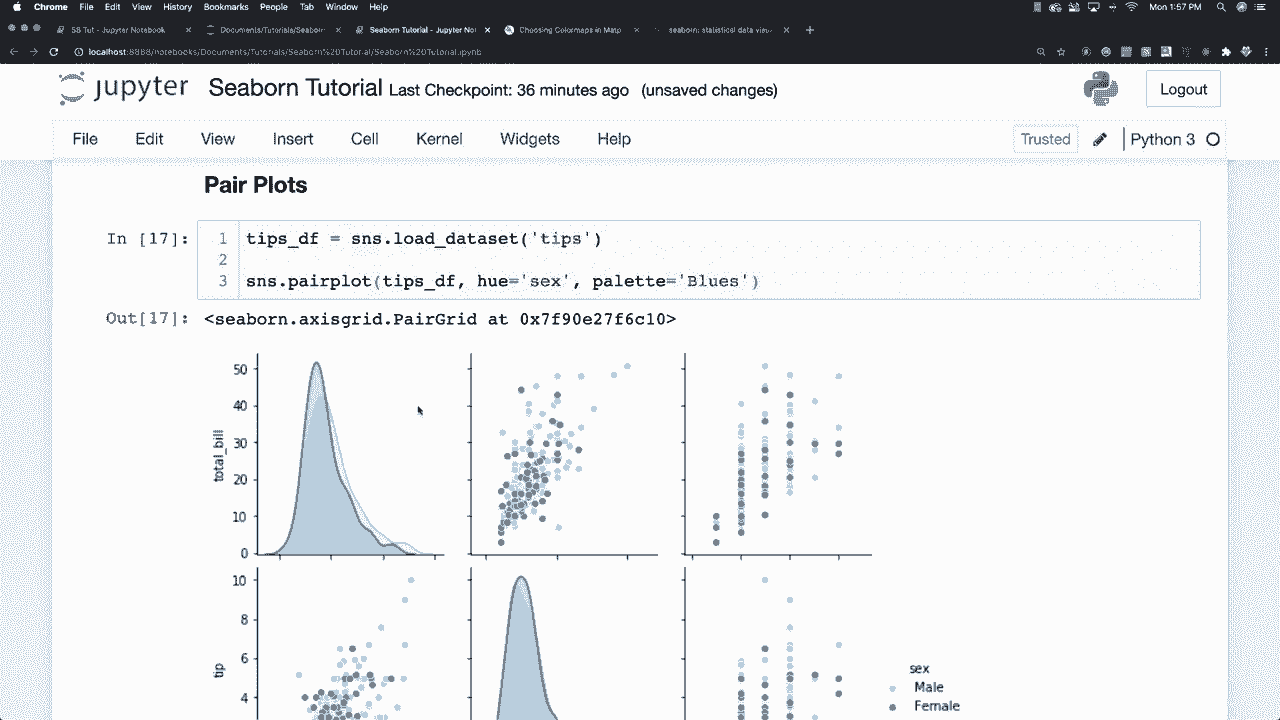 Chrome File Edit View History Bookmarks People Tab Window Help Mon 1:57 PM
58 Tut - Jupyter Notebook Documents/Tutorials/Seabor Seaborn Tutorial - Jupyter No Choosing Colormaps in Matp seaborn: statistical data visu
localhost:8888/notebooks/Documents/Tutorials/Seaborn%20Tutorial/Seaborn%20Tutorial.ipynb
jupyter Seaborn Tutorial Last Checkpoint: 36 minutes ago (unsaved changes) Logout
File Edit View Insert Cell Kernel Widgets Help Trusted Python 3
Pair Plots
In [17]: 1 tips_df = sns.load_dataset('tips')
2
3 sns.pairplot(tips_df, hue='sex', palette='Blues')
Out[17]: <seaborn.axisgrid.PairGrid at 0x7f90e27f6c10>
50
40
30
20
10
0
total_bill
10
8
6
4
tip
sex
Male
Female